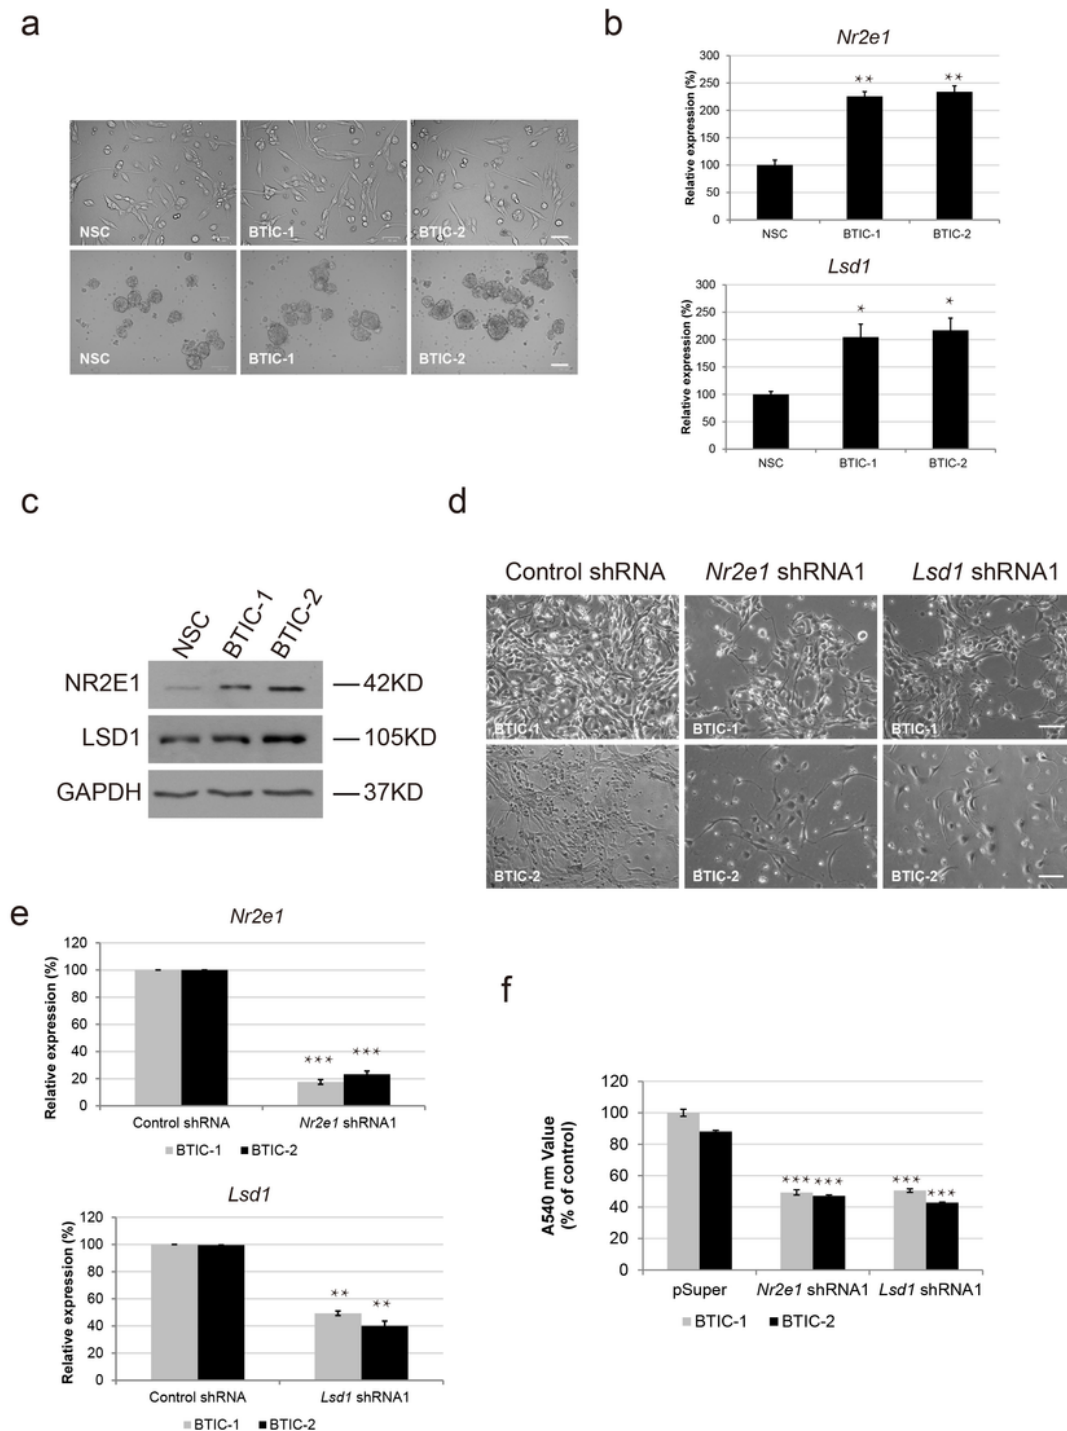 a
NSC
BTIC-1
BTIC-2
NSC
BTIC-1
BTIC-2
b
Nr2e1
Relative expression (%)
300
250
200
150
100
50
0
** **
NSC BTIC-1 BTIC-2
Lsd1
Relative expression (%)
300
250
200
150
100
50
0
* *
NSC BTIC-1 BTIC-2
c
NSC BTIC-1 BTIC-2
NR2E1 42KD
LSD1 105KD
GAPDH 37KD
d
Control shRNA Nr2e1 shRNA1 Lsd1 shRNA1
BTIC-1 BTIC-1 BTIC-1
BTIC-2 BTIC-2 BTIC-2
e
Nr2e1
Relative expression (%)
120
100
80
60
40
20
0
*** ***
Control shRNA Nr2e1 shRNA1
BTIC-1 BTIC-2
Lsd1
Relative expression (%)
120
100
80
60
40
20
0
** **
Control shRNA Lsd1 shRNA1
BTIC-1 BTIC-2
f
A540 nm Value
(% of control)
120
100
80
60
40
20
0
*** *** *** ***
pSuper Nr2e1 shRNA1 Lsd1 shRNA1
BTIC-1 BTIC-2